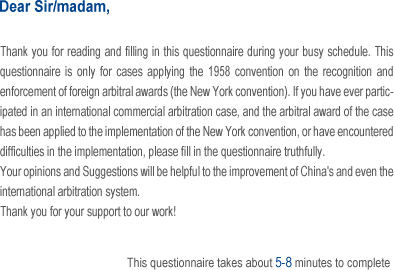 Dear Sir/madam,
Thank you for reading and filling in this questionnaire during your busy schedule. This
questionnaire is only for cases applying the 1958 convention on the recognition and
enforcement of foreign arbitral awards (the New York convention). If you have ever partic-
ipated in an international commercial arbitration case, and the arbitral award of the case
has been applied to the implementation of the New York convention, or have encountered
difficulties in the implementation, please fill in the questionnaire truthfully.
Your opinions and Suggestions will be helpful to the improvement of China's and even the
international arbitration system.
Thank you for your support to our work!
This questionnaire takes about 5-8 minutes to complete